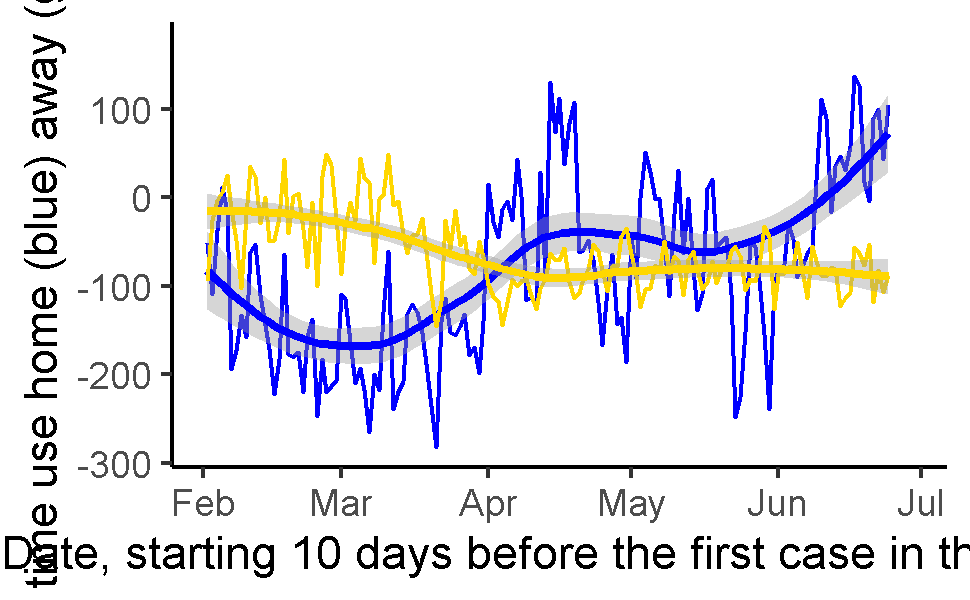 time use home (blue) away (
100
0
-100
-200
-300
Feb Mar Apr May Jun Jul
Date, starting 10 days before the first case in th